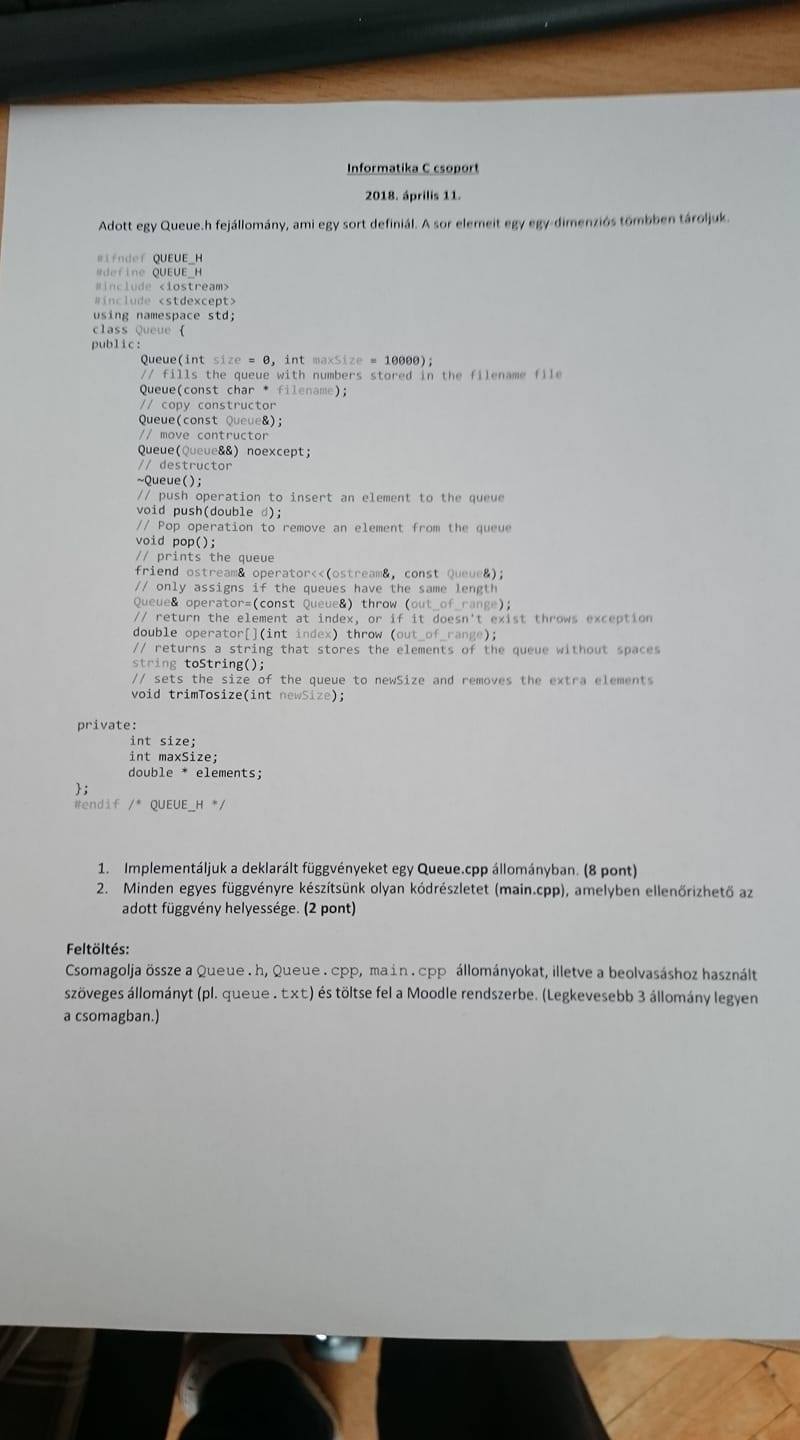 Informatika C csoport
2018. április 11.
Adott egy Queue.h fejállomány, ami egy sort definiál. A sor elemeit egy egy-dimenziós tömbben tároljuk.
#ifndef QUEUE_H
#define QUEUE_H
#include <iostream>
#include <stdexcept>
using namespace std;
class Queue {
public:
Queue(int size = 0, int maxSize = 10000);
// fills the queue with numbers stored in the filename file
Queue(const char * filename);
// copy constructor
Queue(const Queue&);
// move contructor
Queue(Queue&&) noexcept;
// destructor
~Queue();
// push operation to insert an element to the queue
void push(double d);
// Pop operation to remove an element from the queue
void pop();
// prints the queue
friend ostream& operator<<(ostream&, const Queue&);
// only assigns if the queues have the same length
Queue& operator=(const Queue&) throw (out_of_range);
// return the element at index, or if it doesn't exist throws exception
double operator[](int index) throw (out_of_range);
// returns a string that stores the elements of the queue without spaces
string toString();
// sets the size of the queue to newSize and removes the extra elements
void trimTosize(int newSize);
private:
int size;
int maxSize;
double * elements;
};
#endif /* QUEUE_H */
1. Implementáljuk a deklarált függvényeket egy Queue.cpp állományban. (8 pont)
2. Minden egyes függvényre készítsünk olyan kódrészletet (main.cpp), amelyben ellenőrizhető az
adott függvény helyessége. (2 pont)
Feltöltés:
Csomagolja össze a Queue.h, Queue.cpp, main.cpp állományokat, illetve a beolvasáshoz használt
szöveges állományt (pl. queue.txt) és töltse fel a Moodle rendszerbe. (Legkevesebb 3 állomány legyen
a csomagban.)